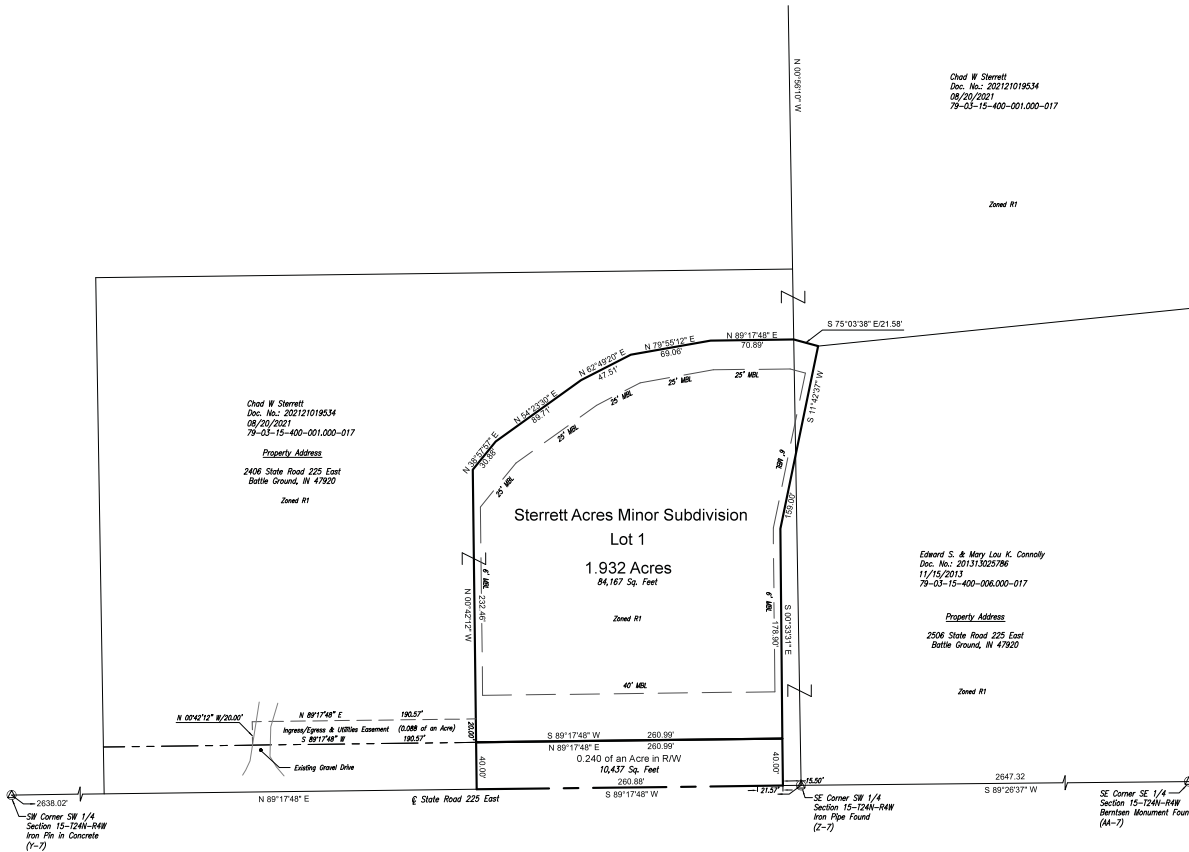 N 00°56'10" W
Chad W Sterrett
Doc. No.: 202121019534
08/20/2021
79-03-15-400-001.000-017
Zoned R1
S 75°03'38" E/21.58'
N 89°17'48" E
70.89'
N 79°55'12" E
69.06'
N 62°49'20" E
47.51'
N 54°23'30" E
89.71'
N 38°57'57" E
30.88'
25' MBL
25' MBL
25' MBL
25' MBL
25' MBL
S 11°42'37" W
159.00'
6' MBL
Chad W Sterrett
Doc. No.: 202121019534
08/20/2021
79-03-15-400-001.000-017
Property Address
2406 State Road 225 East
Battle Ground, IN 47920
Zoned R1
Sterrett Acres Minor Subdivision
Lot 1
1.932 Acres
84,167 Sq. Feet
Zoned R1
6' MBL
232.46'
N 00°42'12" W
6' MBL
178.90'
S 00°33'31" E
40' MBL
Edward S. & Mary Lou K. Connolly
Doc. No.: 201313025786
11/15/2013
79-03-15-400-006.000-017
Property Address
2506 State Road 225 East
Battle Ground, IN 47920
Zoned R1
N 00°42'12" W/20.00'
N 89°17'48" E 190.57'
Ingress/Egress & Utilities Easement (0.088 of an Acre)
S 89°17'48" W 190.57'
20.00'
Existing Gravel Drive
S 89°17'48" W 260.99'
N 89°17'48" E 260.99'
0.240 of an Acre in R/W
10,437 Sq. Feet
40.00'
40.00'
260.88'
S 89°17'48" W
15.50'
21.57'
2638.02'
N 89°17'48" E
℄ State Road 225 East
2647.32
S 89°26'37" W
SW Corner SW 1/4
Section 15-T24N-R4W
Iron Pin in Concrete
(Y-7)
SE Corner SW 1/4
Section 15-T24N-R4W
Iron Pipe Found
(Z-7)
SE Corner SE 1/4
Section 15-T24N-R4W
Berntsen Monument Foun
(AA-7)